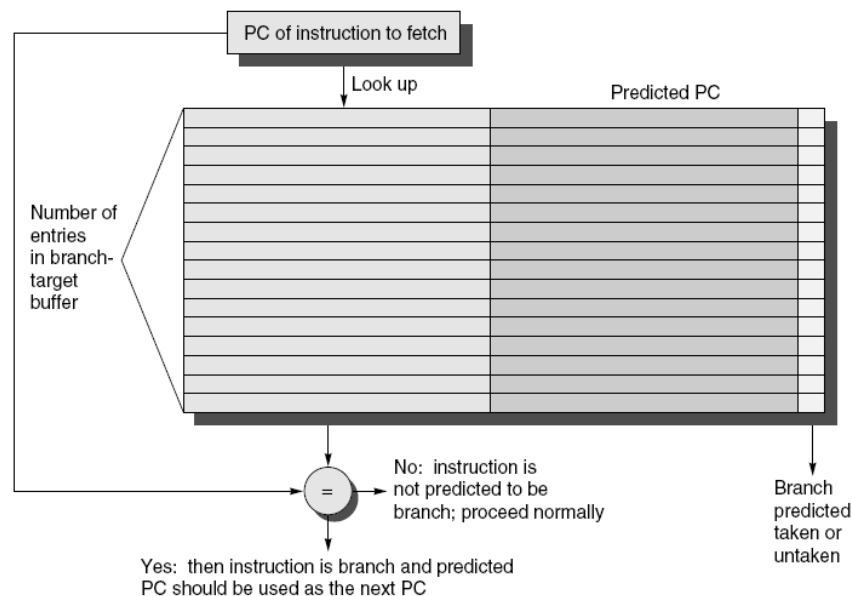 PC of instruction to fetch
Look up
Predicted PC
Number of
entries
in branch-
target
buffer
=
No: instruction is
not predicted to be
branch; proceed normally
Branch
predicted
taken or
untaken
Yes: then instruction is branch and predicted
PC should be used as the next PC